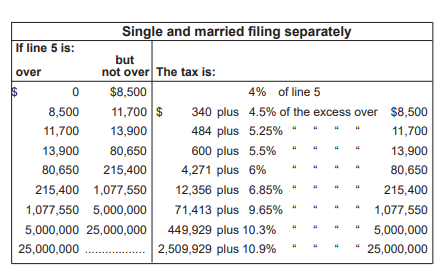 Single and married filing separately
If line 5 is:
but
over not over The tax is:
$ 0 $8,500 4% of line 5
8,500 11,700 $ 340 plus 4.5% of the excess over $8,500
11,700 13,900 484 plus 5.25% " " " " 11,700
13,900 80,650 600 plus 5.5% " " " " 13,900
80,650 215,400 4,271 plus 6% " " " " 80,650
215,400 1,077,550 12,356 plus 6.85% " " " " 215,400
1,077,550 5,000,000 71,413 plus 9.65% " " " " 1,077,550
5,000,000 25,000,000 449,929 plus 10.3% " " " " 5,000,000
25,000,000 ................. 2,509,929 plus 10.9% " " " " 25,000,000